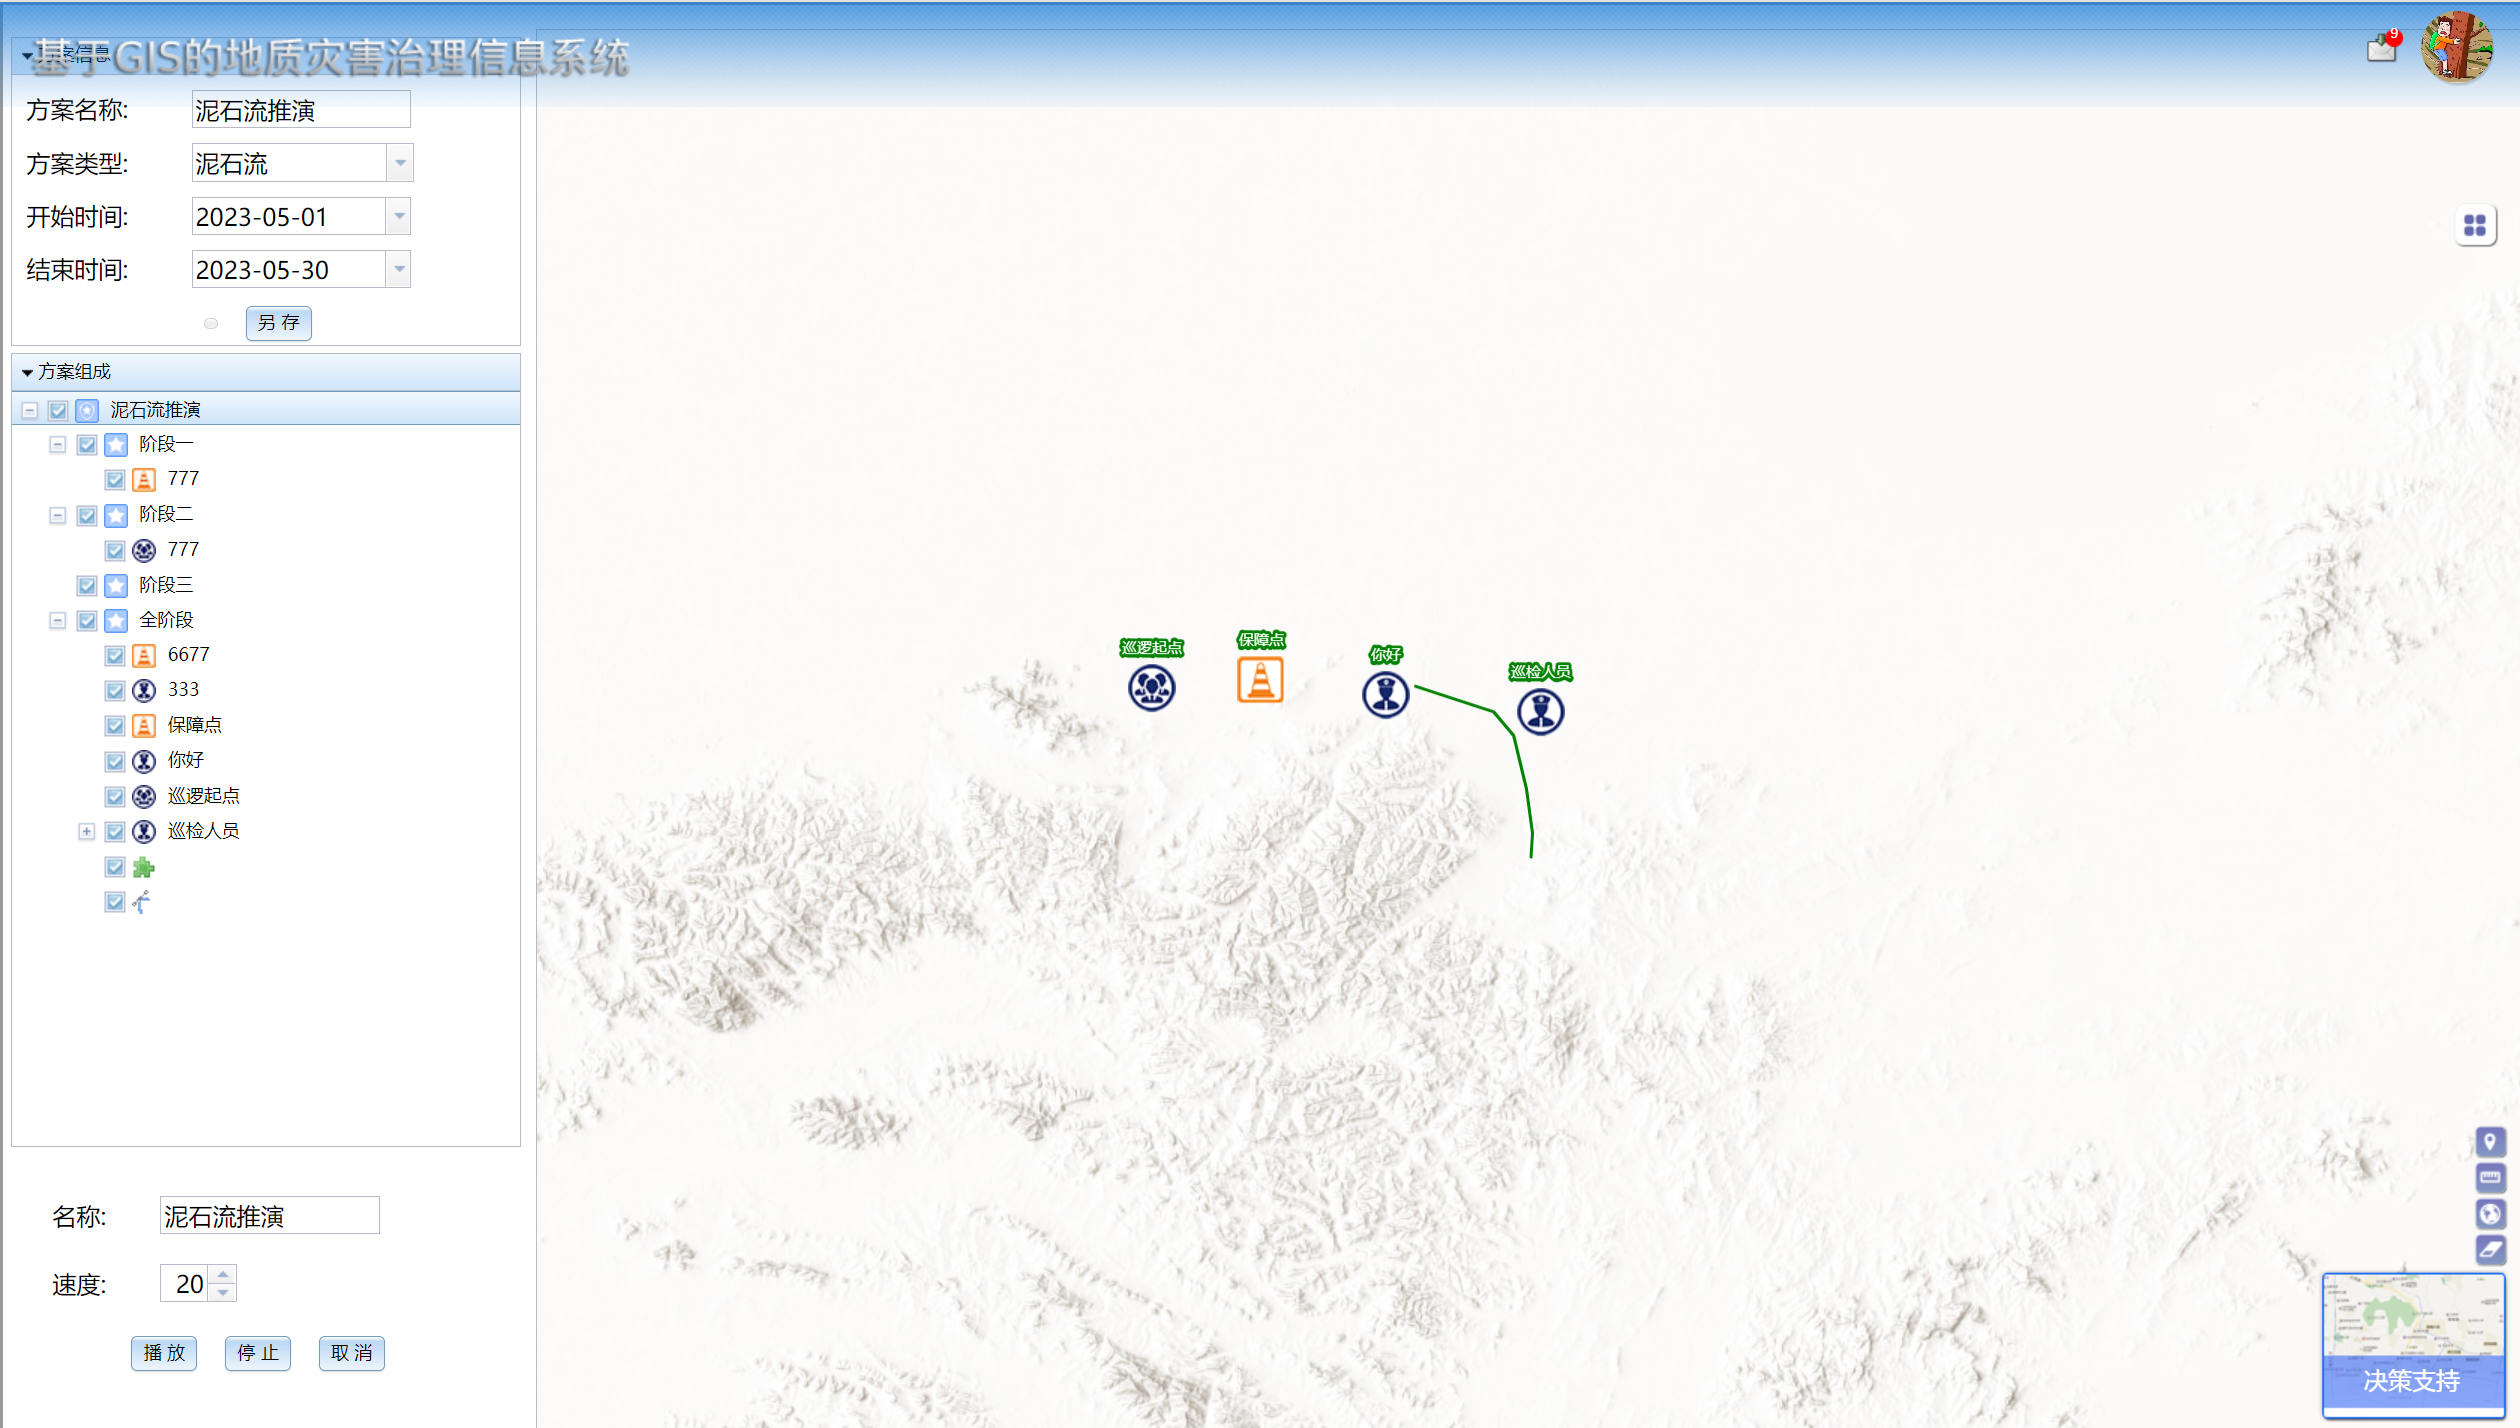 基于GIS的地质灾害治理信息系统
方案信息
9
方案名称: 泥石流推演
方案类型: 泥石流
开始时间: 2023-05-01
结束时间: 2023-05-30
另存
方案组成
泥石流推演
阶段一
777
阶段二
777
阶段三
全阶段
6677
333
保障点
你好
巡逻起点
巡检人员
名称: 泥石流推演
速度: 20
播放 停止 取消
巡逻起点
保障点
你好
巡检人员
决策支持